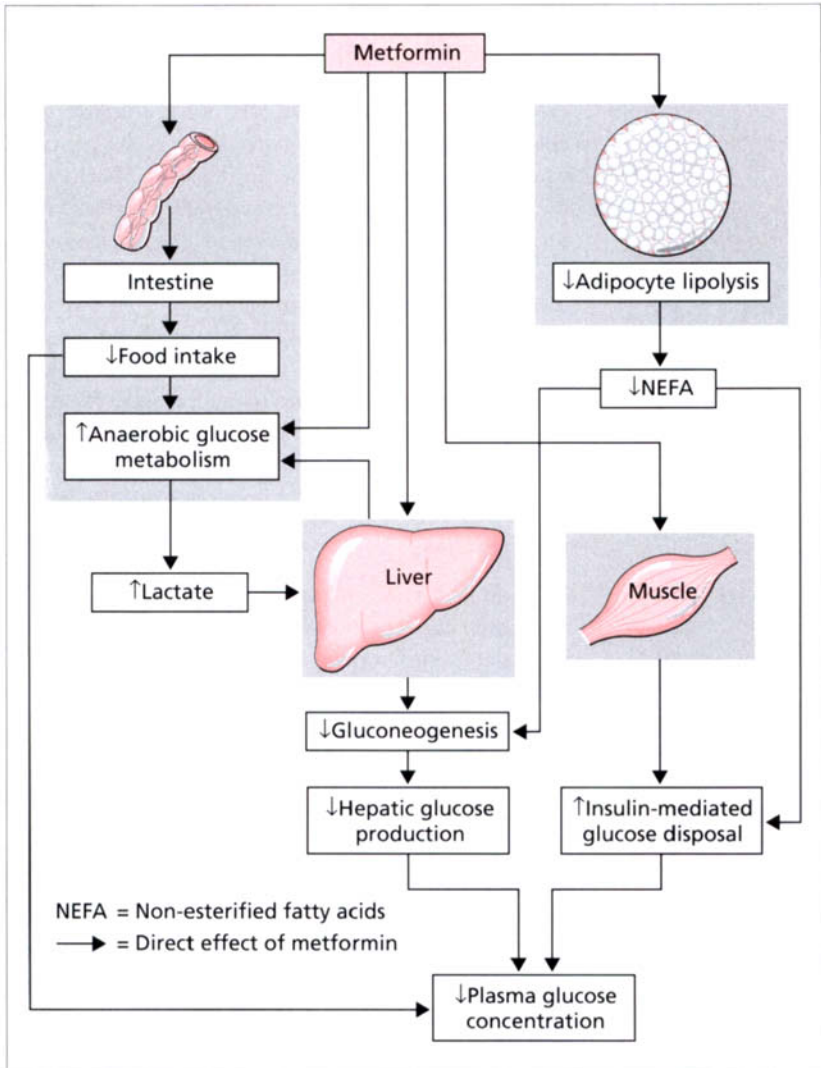 Metformin
Intestine
↓Food intake
↑Anaerobic glucose
metabolism
↑Lactate
↓Adipocyte lipolysis
↓NEFA
Liver
Muscle
↓Gluconeogenesis
↓Hepatic glucose
production
↑Insulin-mediated
glucose disposal
NEFA = Non-esterified fatty acids
→ = Direct effect of metformin
↓Plasma glucose
concentration